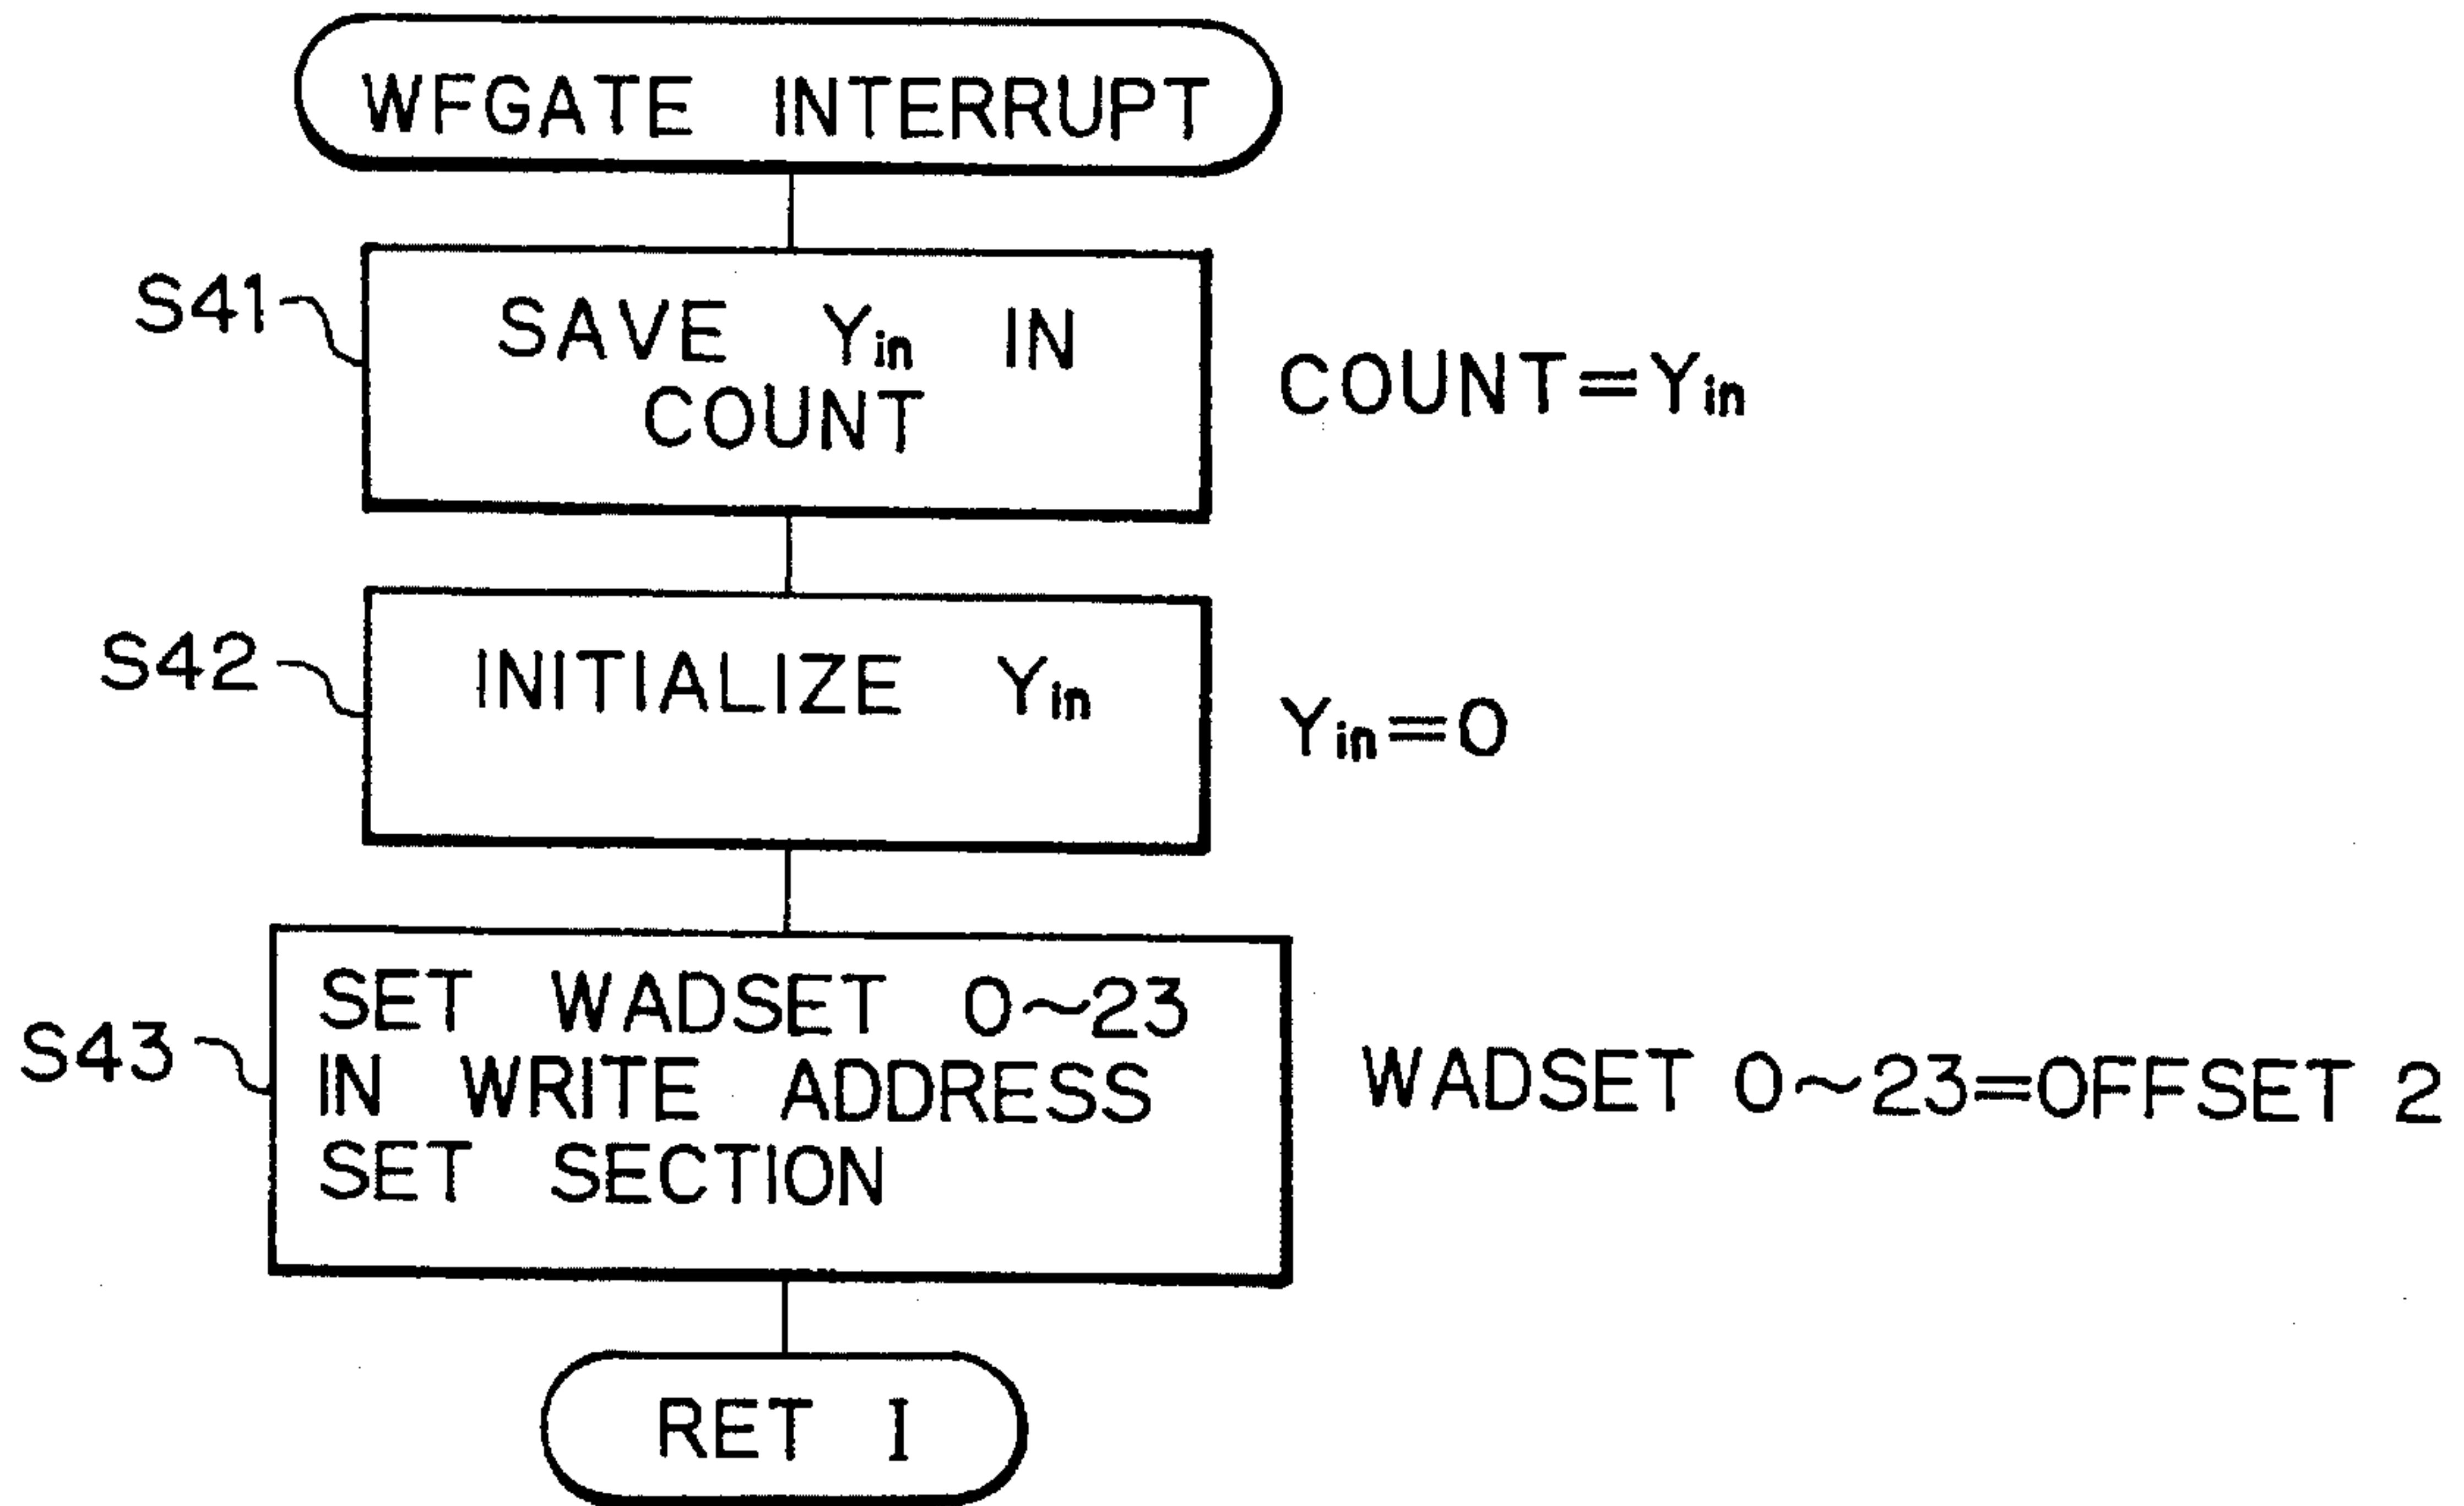 WFGATE INTERRUPT
S41
SAVE Yin IN
COUNT
COUNT=Yin
S42
INITIALIZE Yin
Yin=0
S43
SET WADSET 0~23
IN WRITE ADDRESS
SET SECTION
WADSET 0~23=OFFSET 2
RET I